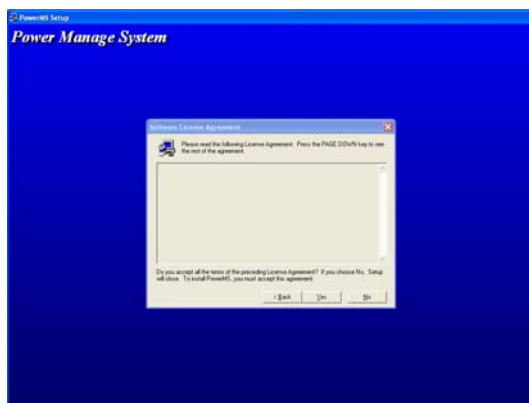 PowerMS Setup
Power Manage System
Software License Agreement
Please read the following License Agreement. Press the PAGE DOWN key to see
the rest of the agreement.
Do you accept all the terms of the preceding License Agreement? If you choose No, Setup
will close. To install PowerMS, you must accept this agreement.
< Back
Yes
No